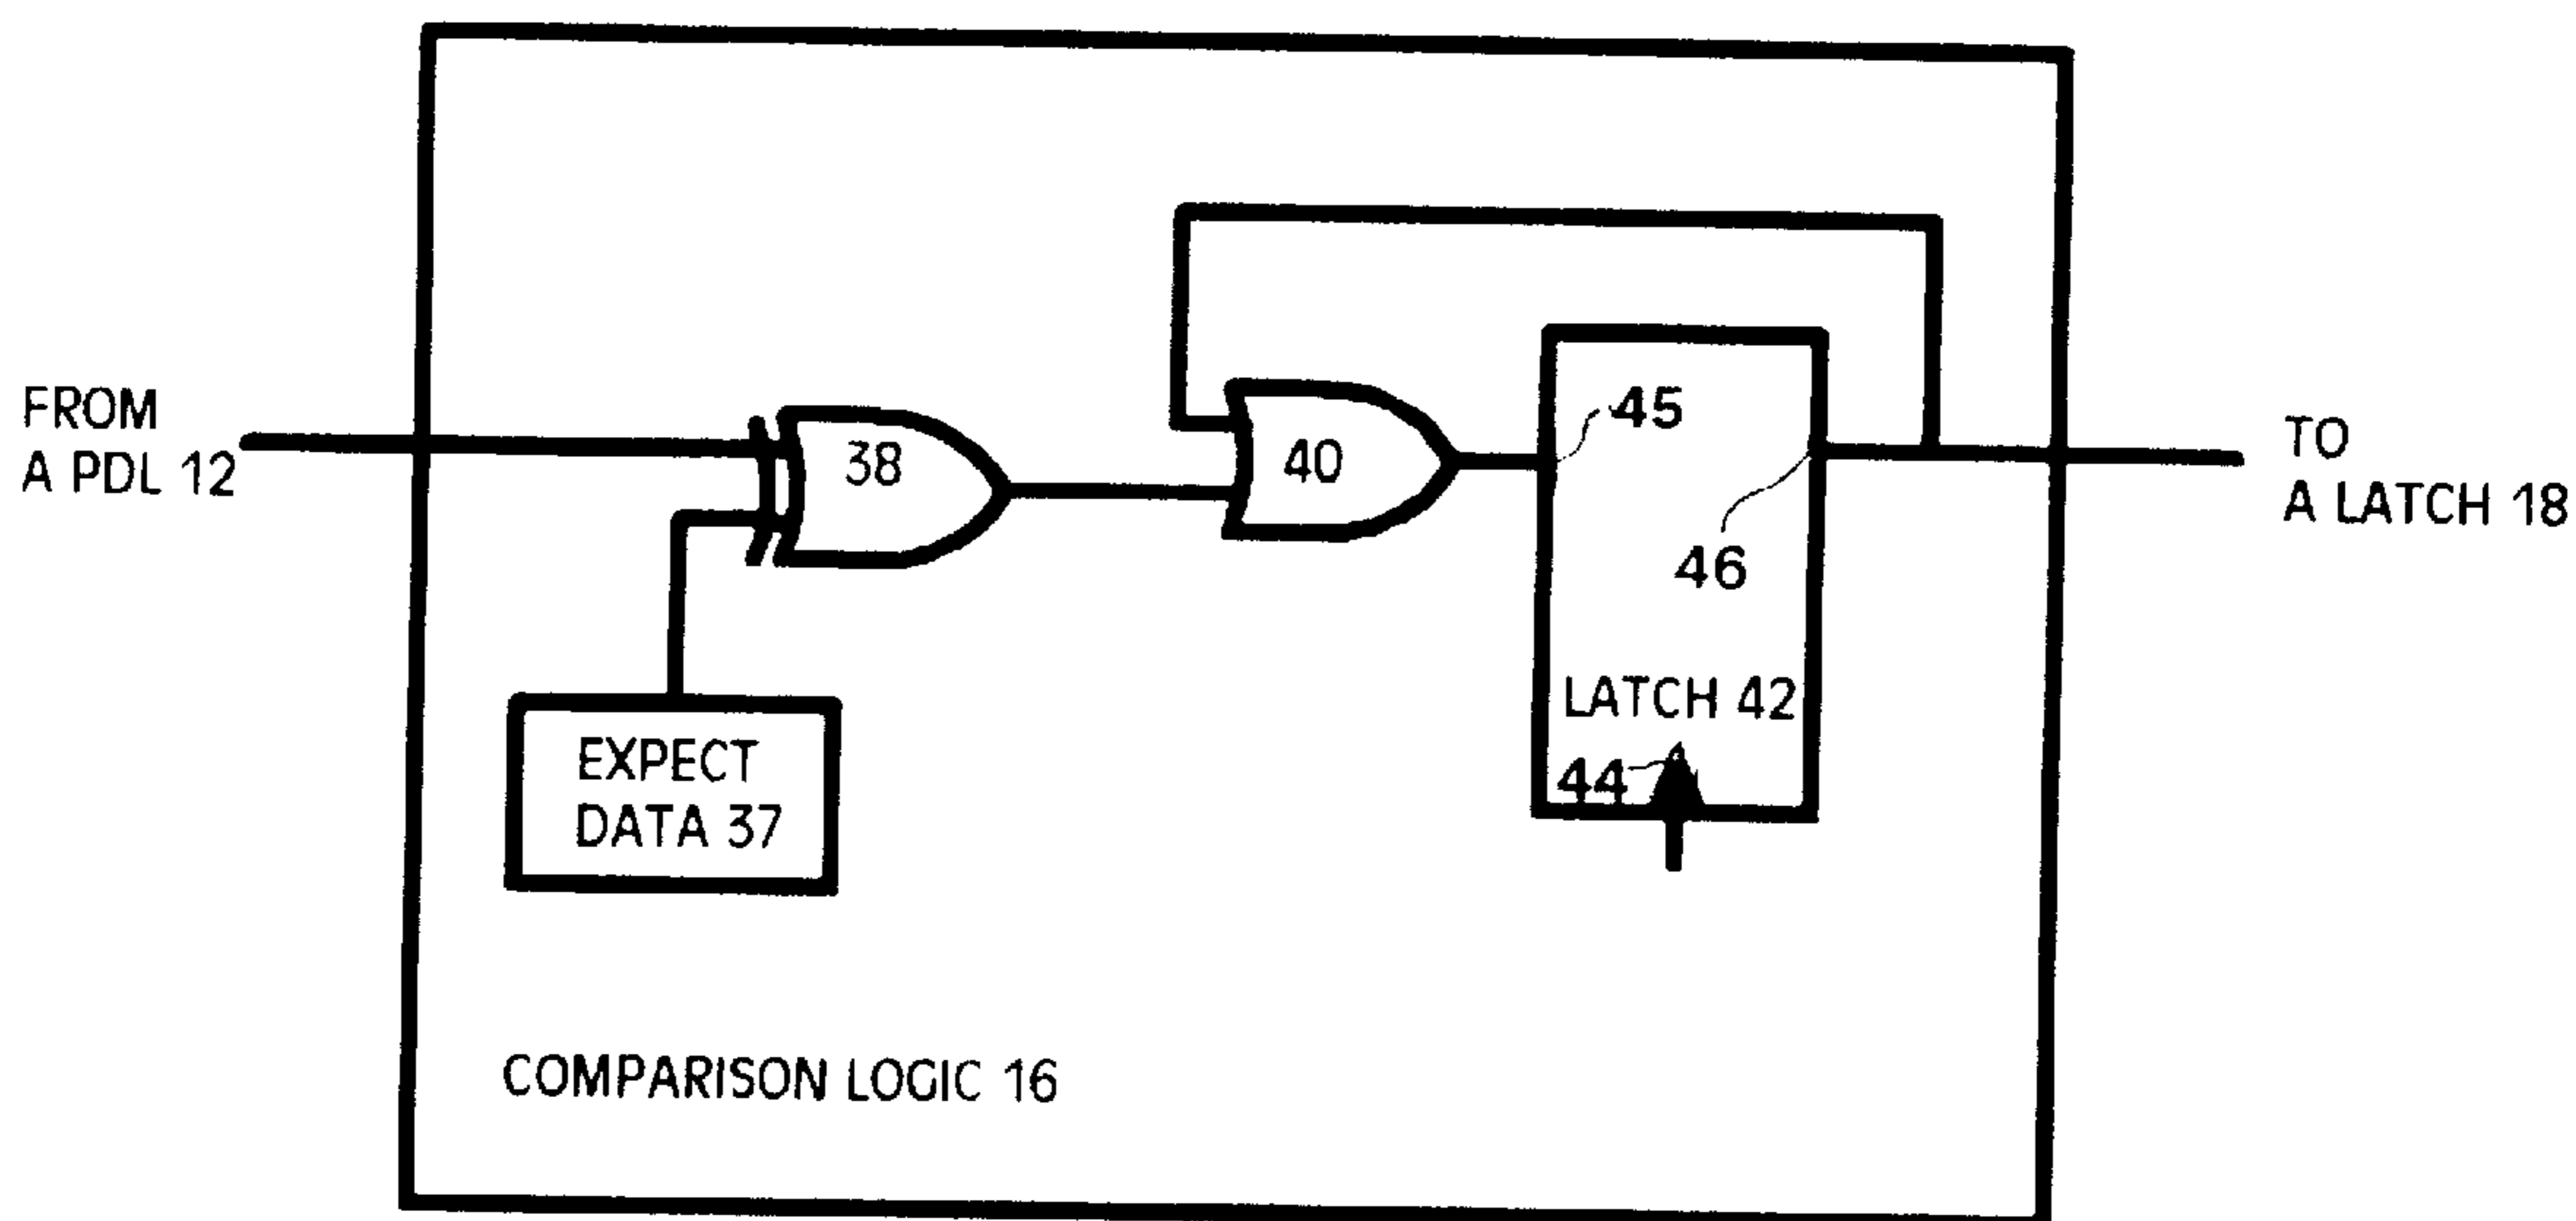 FROM
A PDL 12
38
40
45
46
TO
A LATCH 18
LATCH 42
44
EXPECT
DATA 37
COMPARISON LOGIC 16